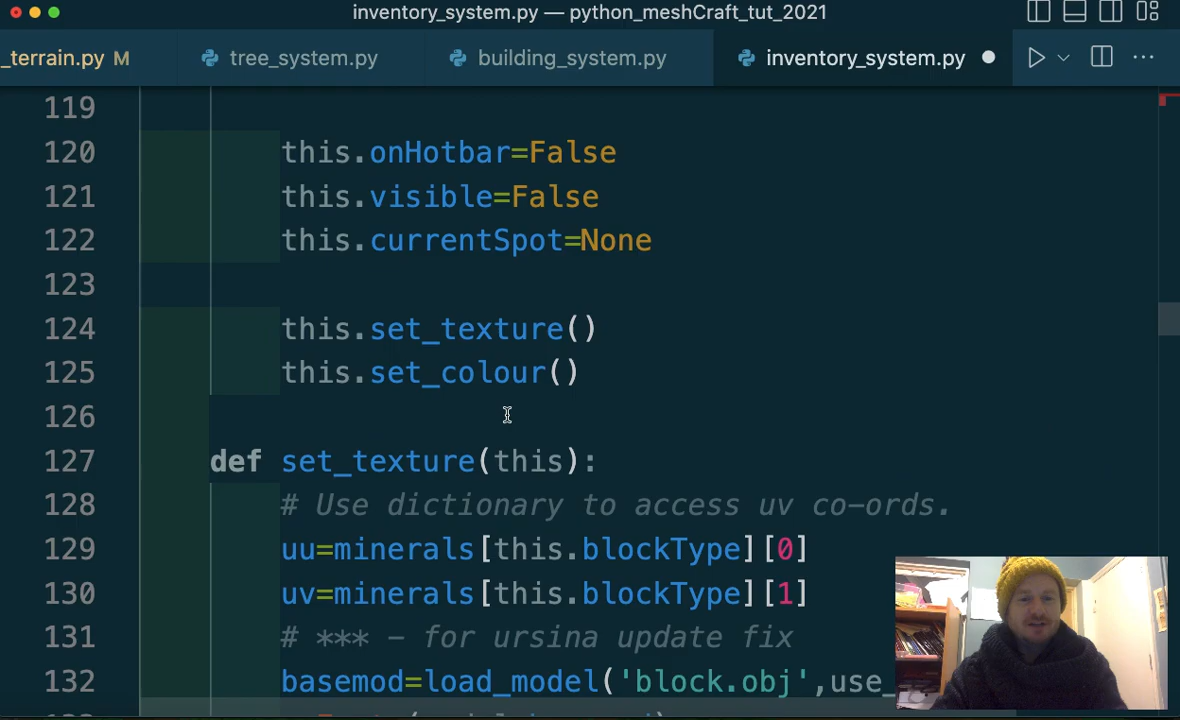 inventory_system.py — python_meshCraft_tut_2021
_terrain.py M tree_system.py building_system.py inventory_system.py
119
120 this.onHotbar=False
121 this.visible=False
122 this.currentSpot=None
123
124 this.set_texture()
125 this.set_colour()
126
127 def set_texture(this):
128 # Use dictionary to access uv co-ords.
129 uu=minerals[this.blockType][0]
130 uv=minerals[this.blockType][1]
131 # *** - for ursina update fix
132 basemod=load_model('block.obj',use_